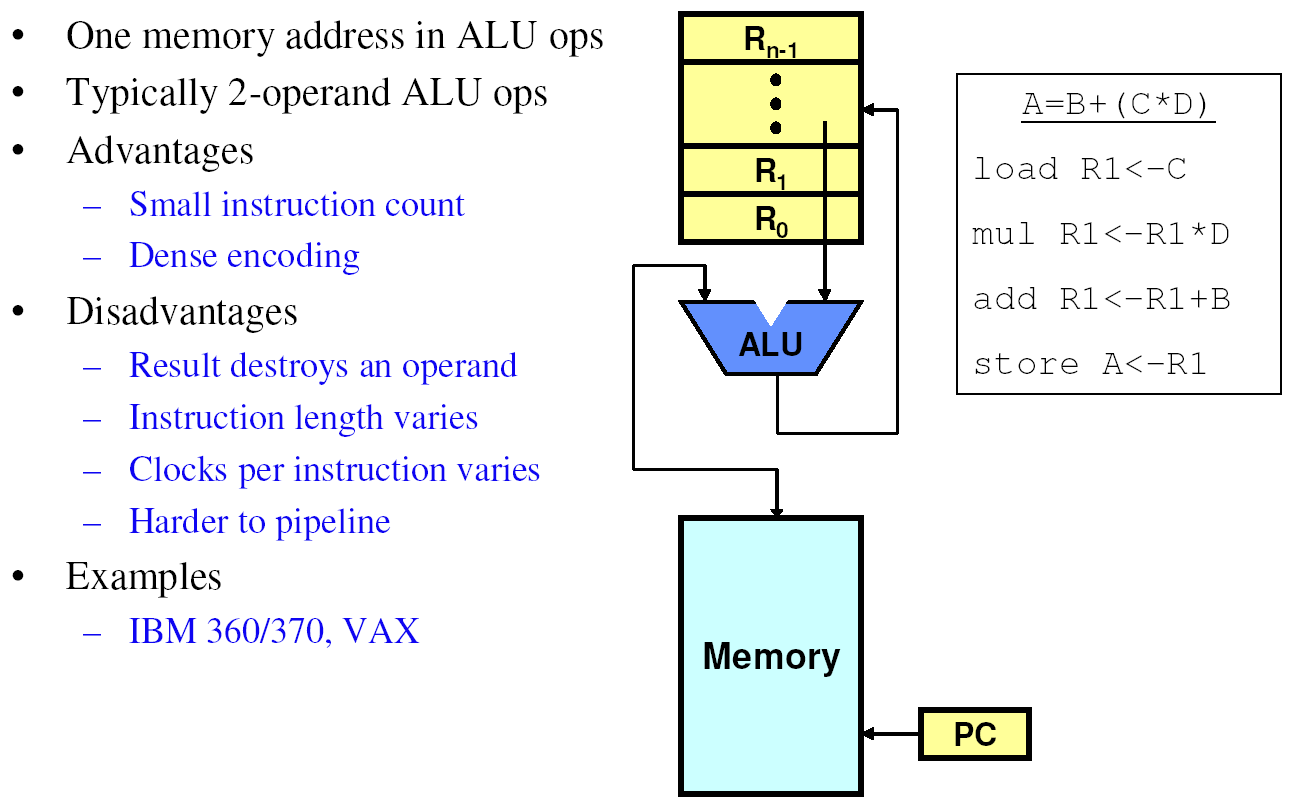 • One memory address in ALU ops
• Typically 2-operand ALU ops
• Advantages
– Small instruction count
– Dense encoding
• Disadvantages
– Result destroys an operand
– Instruction length varies
– Clocks per instruction varies
– Harder to pipeline
• Examples
– IBM 360/370, VAX
Rn-1
R1
R0
ALU
Memory
PC
A=B+(C*D)
load R1<-C
mul R1<-R1*D
add R1<-R1+B
store A<-R1